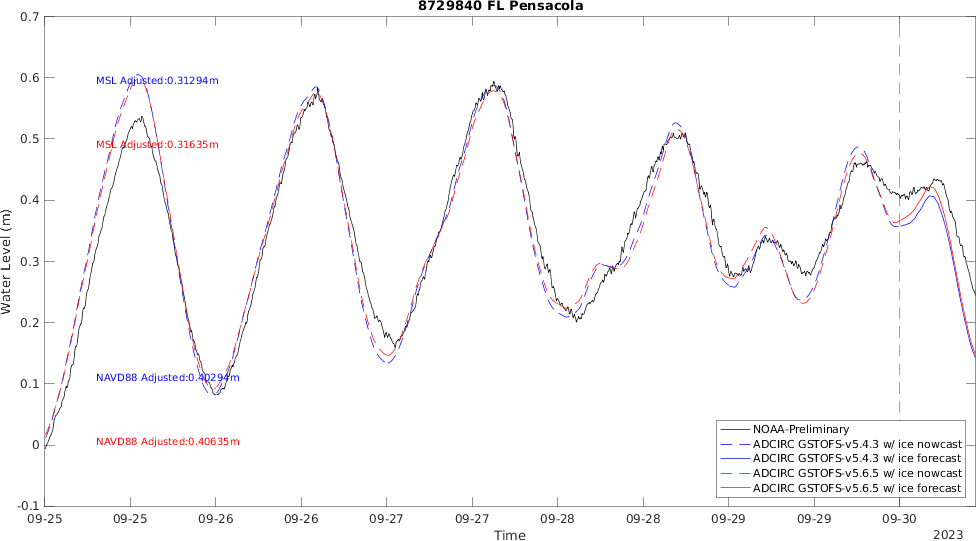 8729840 FL Pensacola
0.7
0.6
0.5
0.4
0.3
0.2
0.1
0
-0.1
Water Level (m)
MSL Adjusted:0.31294m
MSL Adjusted:0.31635m
NAVD88 Adjusted:0.40294m
NAVD88 Adjusted:0.40635m
NOAA-Preliminary
ADCIRC GSTOFS-v5.4.3 w/ ice nowcast
ADCIRC GSTOFS-v5.4.3 w/ ice forecast
ADCIRC GSTOFS-v5.6.5 w/ ice nowcast
ADCIRC GSTOFS-v5.6.5 w/ ice forecast
09-25 09-25 09-26 09-26 09-27 09-27 09-28 09-28 09-29 09-29 09-30
Time
2023